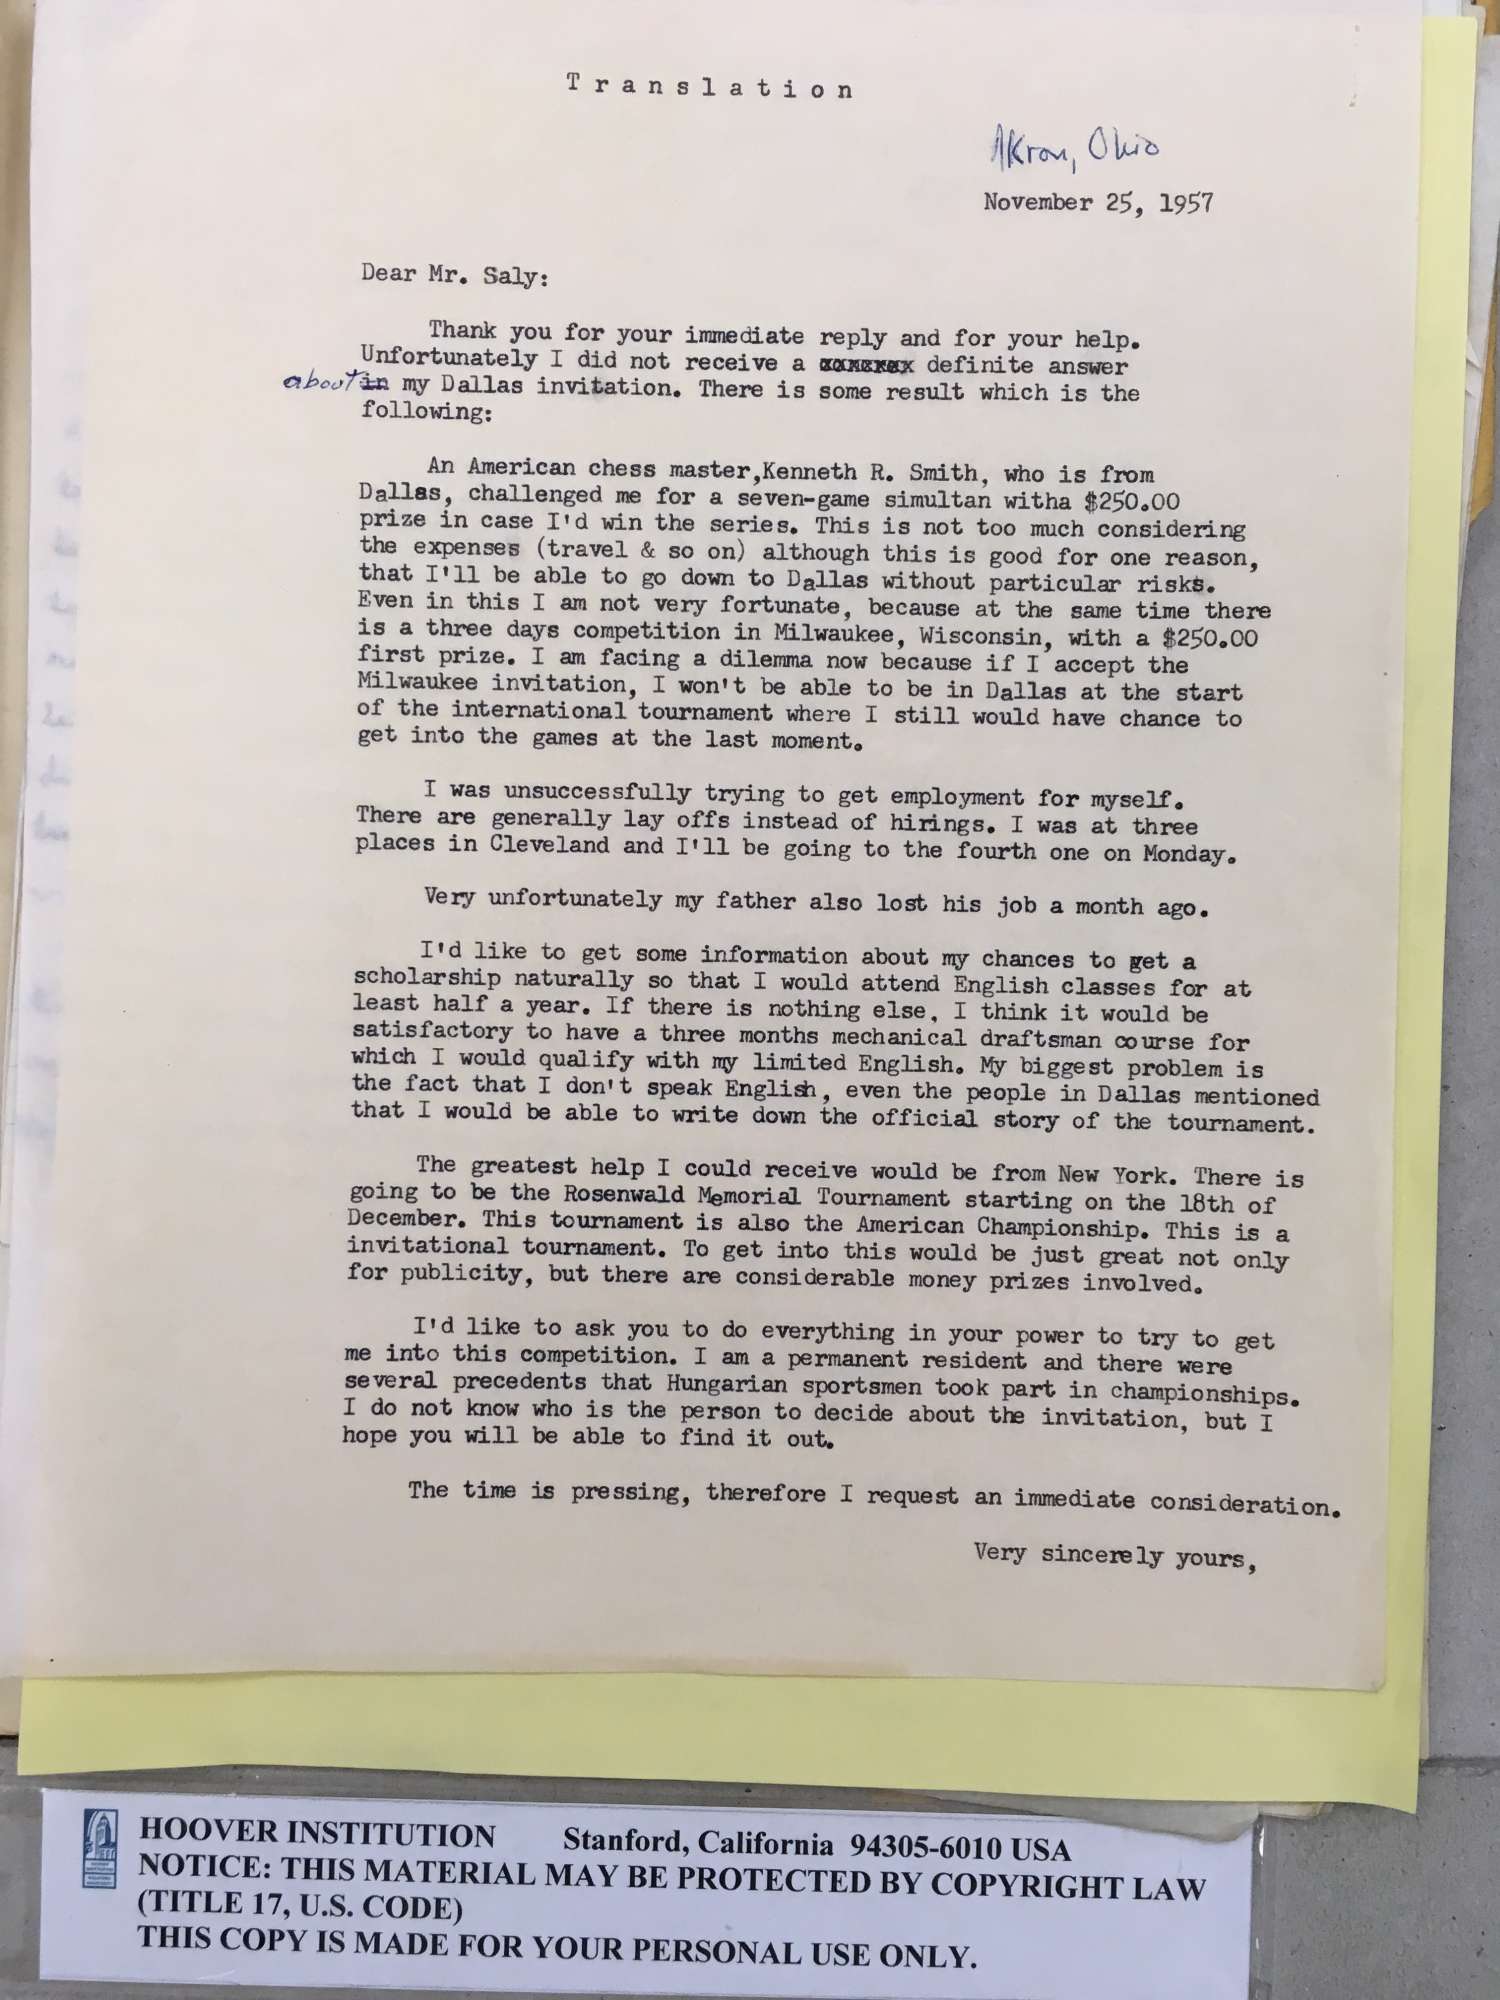 Translation
Akron, Ohio
November 25, 1957
Dear Mr. Saly:
Thank you for your immediate reply and for your help.
Unfortunately I did not receive a definite answer
about in my Dallas invitation. There is some result which is the
following:
An American chess master,Kenneth R. Smith, who is from
Dallas, challenged me for a seven-game simultan witha $250.00
prize in case I'd win the series. This is not too much considering
the expenses (travel & so on) although this is good for one reason,
that I'll be able to go down to Dallas without particular risks.
Even in this I am not very fortunate, because at the same time there
is a three days competition in Milwaukee, Wisconsin, with a $250.00
first prize. I am facing a dilemma now because if I accept the
Milwaukee invitation, I won't be able to be in Dallas at the start
of the international tournament where I still would have chance to
get into the games at the last moment.
I was unsuccessfully trying to get employment for myself.
There are generally lay offs instead of hirings. I was at three
places in Cleveland and I'll be going to the fourth one on Monday.
Very unfortunately my father also lost his job a month ago.
I'd like to get some information about my chances to get a
scholarship naturally so that I would attend English classes for at
least half a year. If there is nothing else, I think it would be
satisfactory to have a three months mechanical draftsman course for
which I would qualify with my limited English. My biggest problem is
the fact that I don't speak English, even the people in Dallas mentioned
that I would be able to write down the official story of the tournament.
The greatest help I could receive would be from New York. There is
going to be the Rosenwald Memorial Tournament starting on the 18th of
December. This tournament is also the American Championship. This is a
invitational tournament. To get into this would be just great not only
for publicity, but there are considerable money prizes involved.
I'd like to ask you to do everything in your power to try to get
me into this competition. I am a permanent resident and there were
several precedents that Hungarian sportsmen took part in championships.
I do not know who is the person to decide about the invitation, but I
hope you will be able to find it out.
The time is pressing, therefore I request an immediate consideration.
Very sincerely yours,
HOOVER INSTITUTION Stanford, California 94305-6010 USA
NOTICE: THIS MATERIAL MAY BE PROTECTED BY COPYRIGHT LAW
(TITLE 17, U.S. CODE)
THIS COPY IS MADE FOR YOUR PERSONAL USE ONLY.